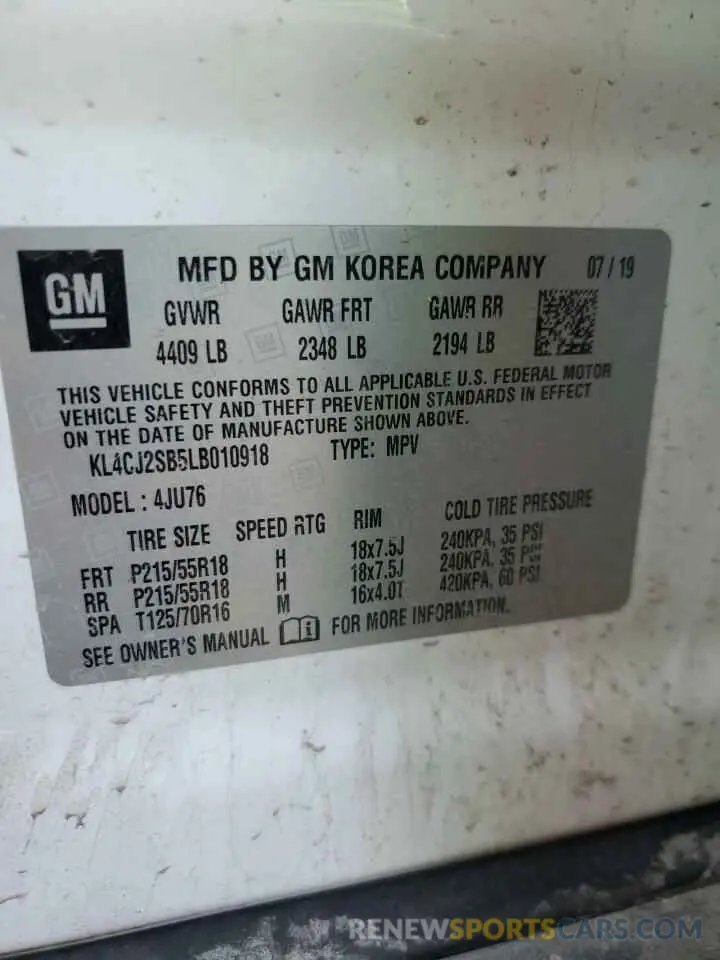 GM MFD BY GM KOREA COMPANY 07 / 19
GVWR GAWR FRT GAWR RR
4409 LB 2348 LB 2194 LB
THIS VEHICLE CONFORMS TO ALL APPLICABLE U.S. FEDERAL MOTOR
VEHICLE SAFETY AND THEFT PREVENTION STANDARDS IN EFFECT
ON THE DATE OF MANUFACTURE SHOWN ABOVE.
KL4CJ2SB5LB010918 TYPE: MPV
MODEL : 4JU76
TIRE SIZE SPEED RTG RIM COLD TIRE PRESSURE
FRT P215/55R18 H 18x7.5J 240KPA, 35 PSI
RR P215/55R18 H 18x7.5J 240KPA, 35 PSI
SPA T125/70R16 M 16x4.0T 420KPA, 60 PSI
SEE OWNER'S MANUAL FOR MORE INFORMATION.
RENEWSPORTSCARS.COM